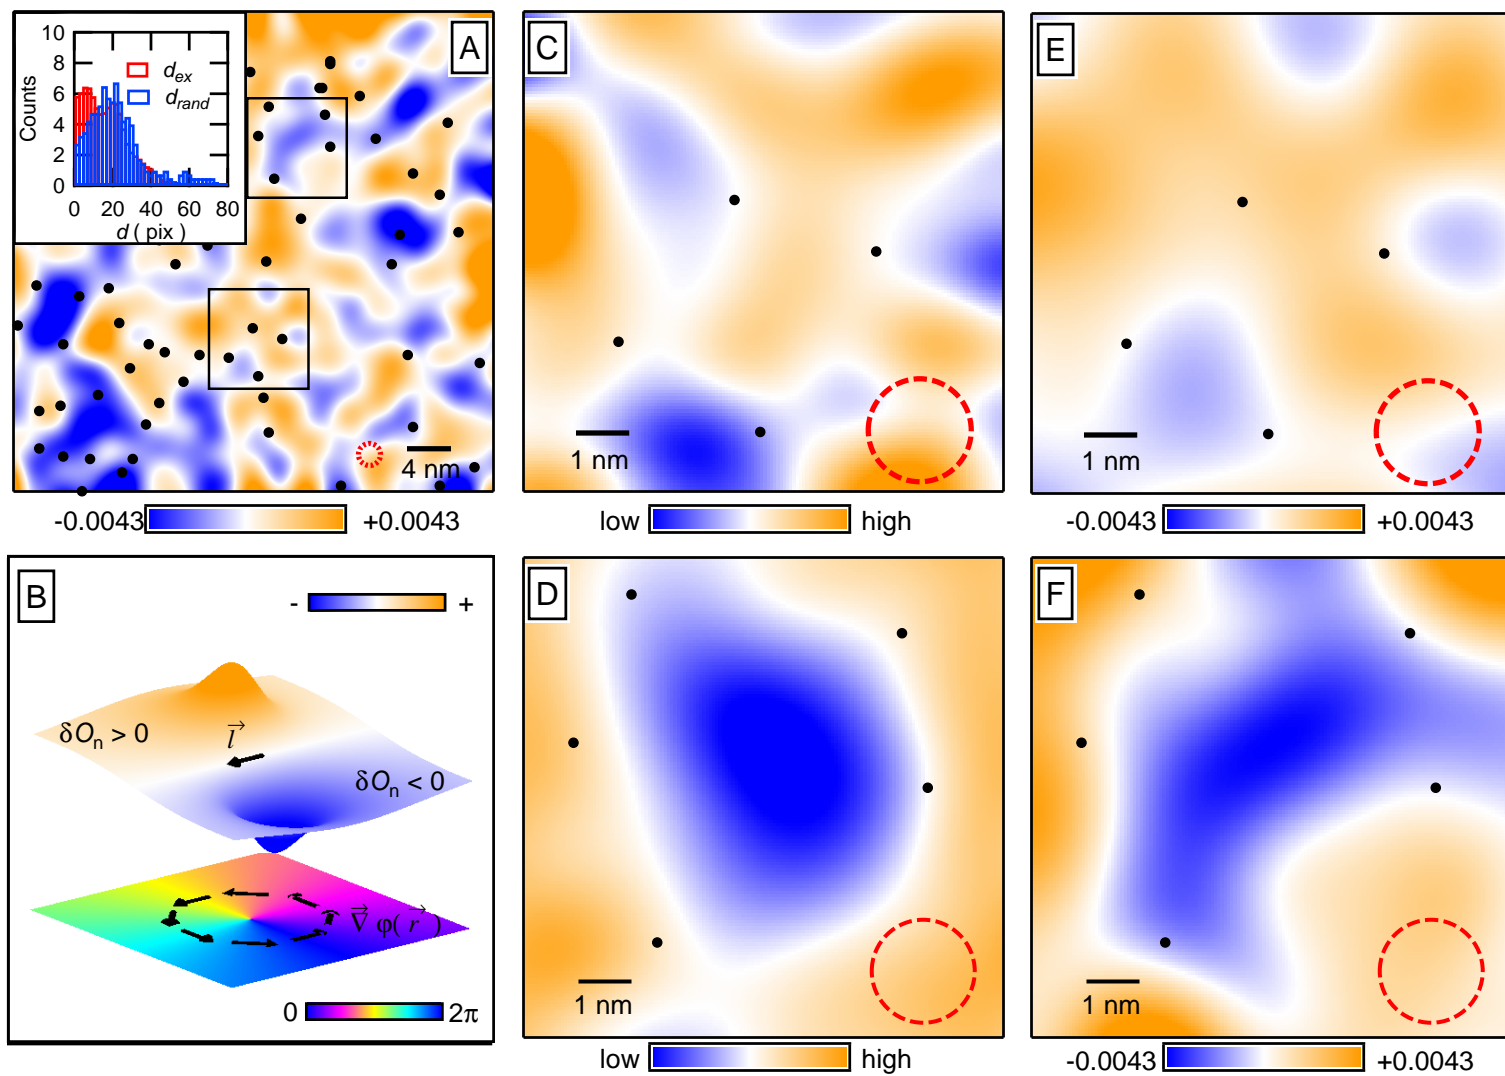 A
10
8
6
4
2
0
Counts
d_ex
d_rand
0 20 40 60 80
d ( pix )
4 nm
-0.0043 +0.0043
C
1 nm
low high
E
1 nm
-0.0043 +0.0043
B
- +
δO_n > 0
l⃗
δO_n < 0
∇⃗ φ( r⃗ )
0 2π
D
1 nm
low high
F
1 nm
-0.0043 +0.0043